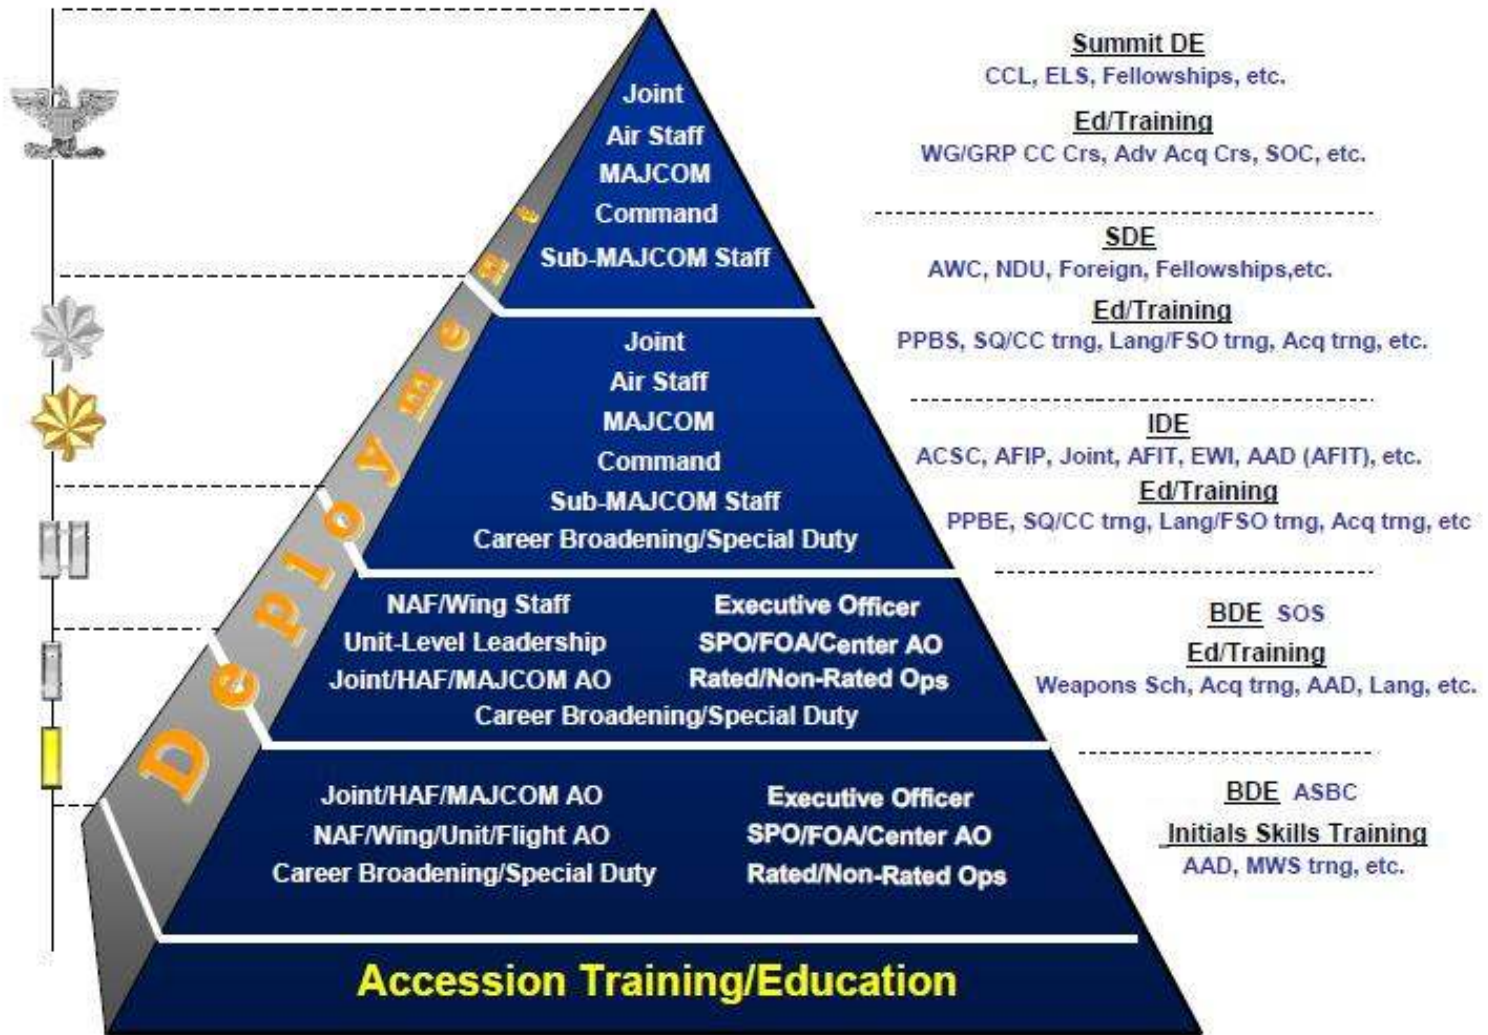 Joint
Air Staff
MAJCOM
Command
Sub-MAJCOM Staff
Joint
Air Staff
MAJCOM
Command
Sub-MAJCOM Staff
Career Broadening/Special Duty
NAF/Wing Staff
Unit-Level Leadership
Joint/HAF/MAJCOM AO
Executive Officer
SPO/FOA/Center AO
Rated/Non-Rated Ops
Career Broadening/Special Duty
Joint/HAF/MAJCOM AO
NAF/Wing/Unit/Flight AO
Career Broadening/Special Duty
Executive Officer
SPO/FOA/Center AO
Rated/Non-Rated Ops
Accession Training/Education
Deployment
Summit DE
CCL, ELS, Fellowships, etc.
Ed/Training
WG/GRP CC Crs, Adv Acq Crs, SOC, etc.
SDE
AWC, NDU, Foreign, Fellowships,etc.
Ed/Training
PPBS, SQ/CC trng, Lang/FSO trng, Acq trng, etc.
IDE
ACSC, AFIP, Joint, AFIT, EWI, AAD (AFIT), etc.
Ed/Training
PPBE, SQ/CC trng, Lang/FSO trng, Acq trng, etc
BDE SOS
Ed/Training
Weapons Sch, Acq trng, AAD, Lang, etc.
BDE ASBC
Initials Skills Training
AAD, MWS trng, etc.